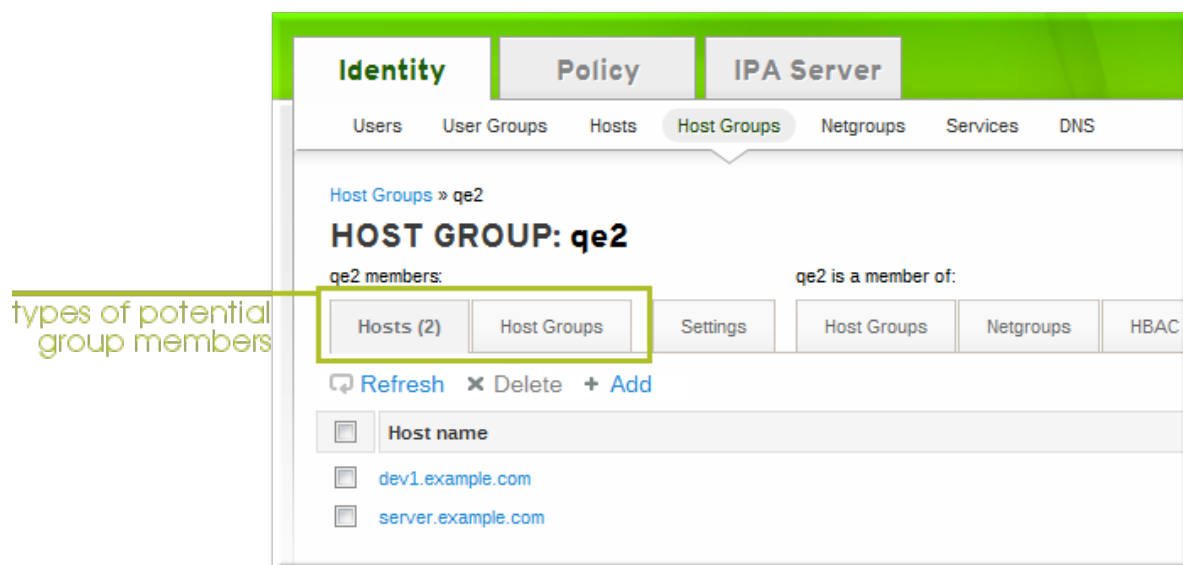 Identity Policy IPA Server
Users User Groups Hosts Host Groups Netgroups Services DNS
Host Groups » qe2
HOST GROUP: qe2
qe2 members: qe2 is a member of:
types of potential
group members
Hosts (2) Host Groups Settings Host Groups Netgroups HBAC
Refresh Delete + Add
Host name
dev1.example.com
server.example.com